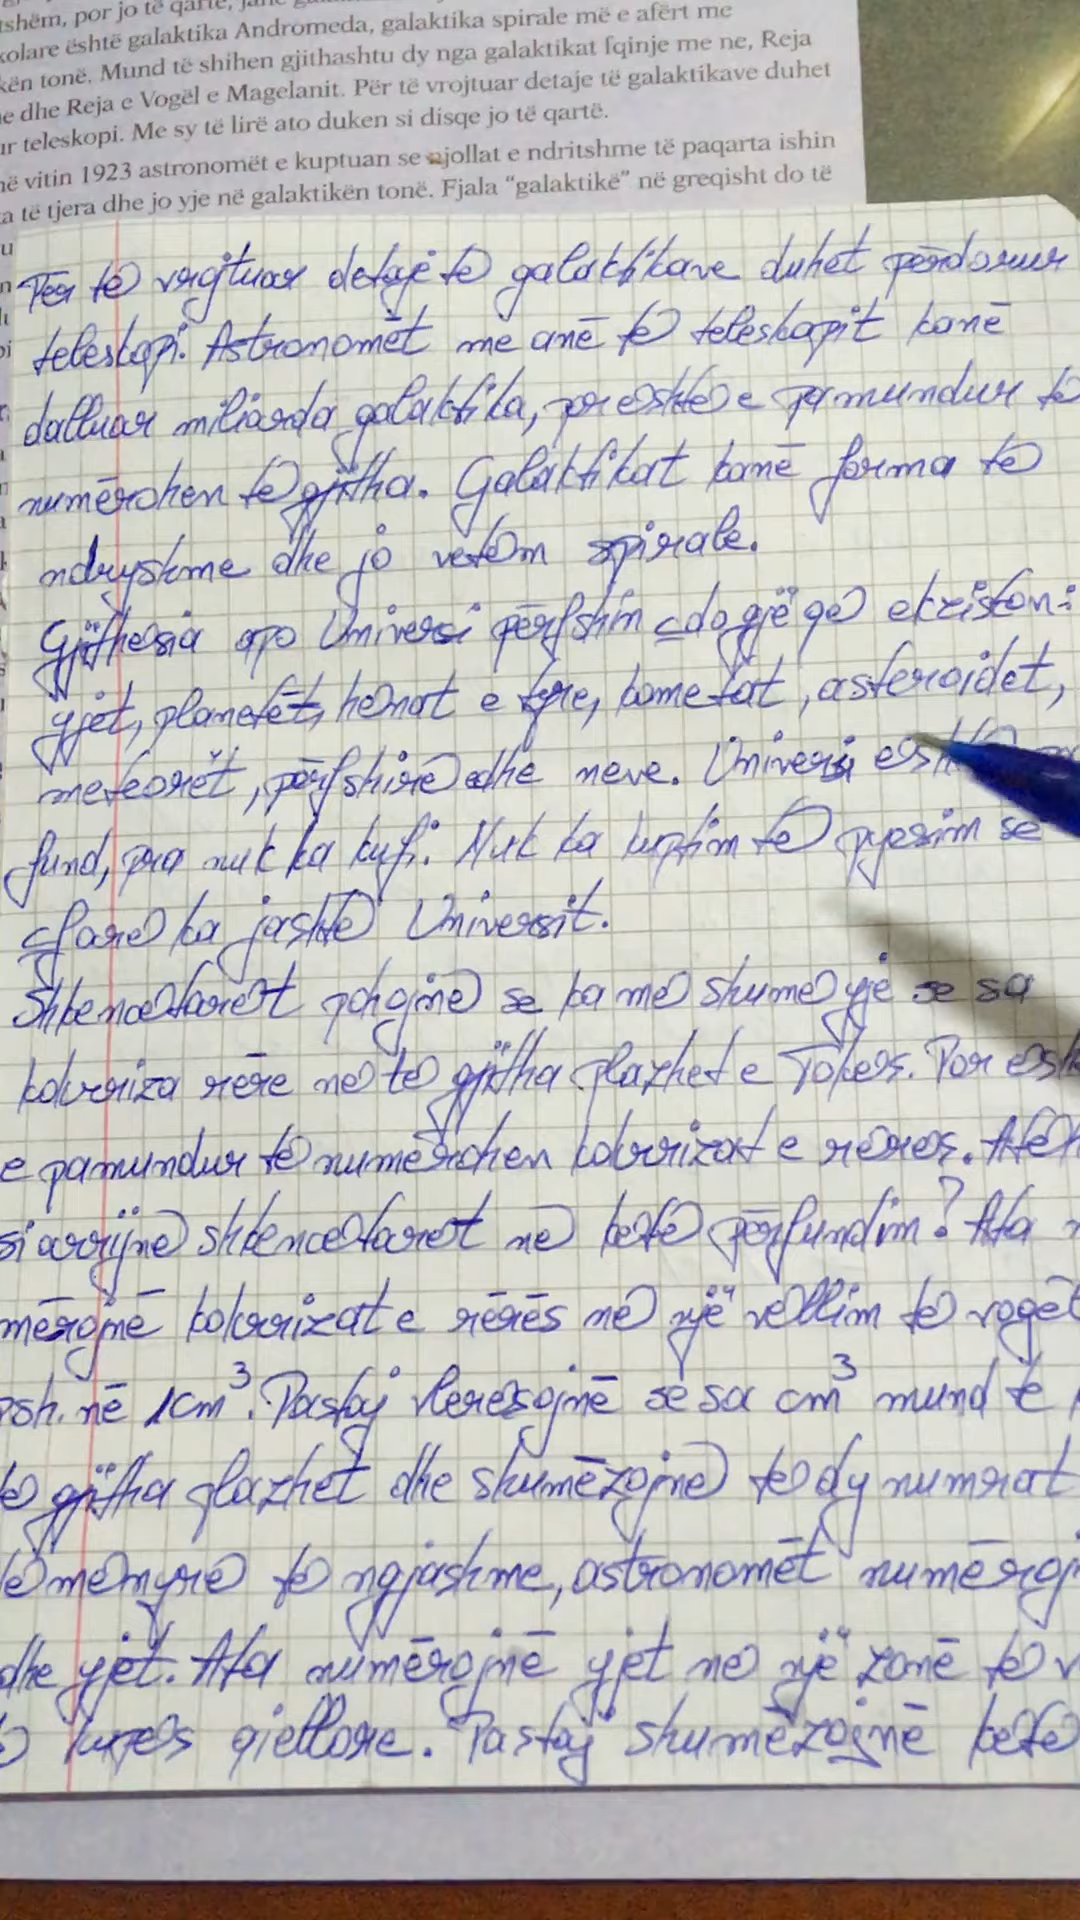 tshëm, por jo të qartë, janë
kolare është galaktika Andromeda, galaktika spirale më e afërt me
kën tonë. Mund të shihen gjithashtu dy nga galaktikat fqinje me ne, Reja
e dhe Reja e Vogël e Magelanit. Për të vrojtuar detaje të galaktikave duhet
ur teleskopi. Me sy të lirë ato duken si disqe jo të qartë.
në vitin 1923 astronomët e kuptuan se njollat e ndritshme të paqarta ishin
a të tjera dhe jo yje në galaktikën tonë. Fjala “galaktikë” në greqisht do të
Për të vrojtuar detaje të galaktikave duhet përdorur
teleskopi. Astronomët me anë të teleskopit kanë
dalluar miliarda galaktika, por është e pamundur të
numërohen të gjitha. Galaktikat kanë forma të
ndryshme dhe jo vetëm spirale.
Gjithësia apo Universi përfshin çdo gjë që ekziston:
yjet, planetët, hënat e tyre, kometat, asteroidet,
meteorët, përfshirë edhe neve. Universi është
fund, pra nuk ka kufi. Nuk ka kuptim të pyesim se
çfarë ka jashtë Universit.
Shkencëtarët pohojnë se ka më shumë yje se sa
kokrriza rëre në të gjitha plazhet e Tokës. Por ësh
e pamundur të numërohen kokrrizat e rërës. Atëh
si arrijnë shkencëtarët në këtë përfundim? Ata n
mërojnë kokrrizat e rërës në një vëllim të vogël
psh. në 1cm³. Pastaj vlerësojnë se sa cm³ mund të
të gjitha plazhet dhe shumëzojnë të dy numrat
të mënyrë të ngjashme, astronomët numëroj
dhe yjet. Ata numërojnë yjet në një zonë të v
kupës qiellore. Pastaj shumëzojnë këtë